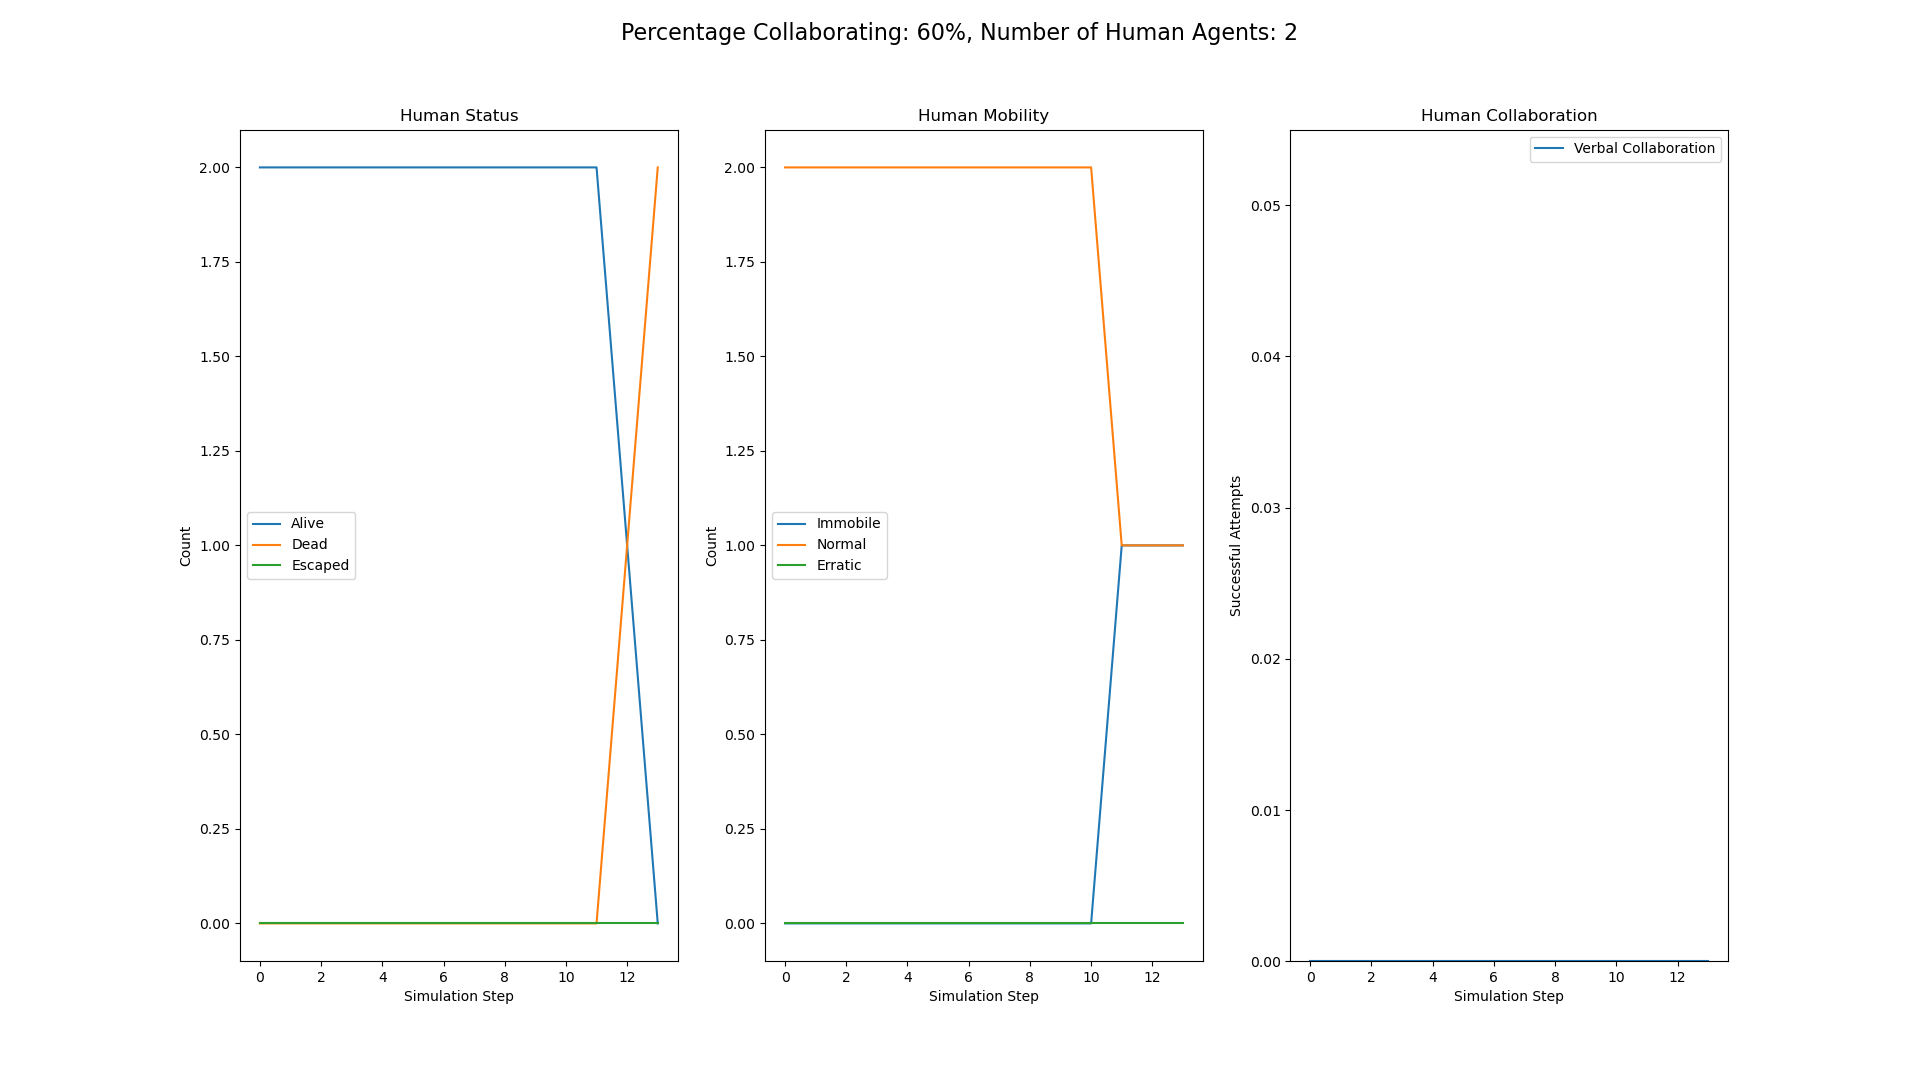 Percentage Collaborating: 60%, Number of Human Agents: 2
Human Status
2.00
1.75
1.50
1.25
1.00
0.75
0.50
0.25
0.00
Count
Alive
Dead
Escaped
0 2 4 6 8 10 12
Simulation Step
Human Mobility
2.00
1.75
1.50
1.25
1.00
0.75
0.50
0.25
0.00
Count
Immobile
Normal
Erratic
0 2 4 6 8 10 12
Simulation Step
Human Collaboration
Verbal Collaboration
0.05
0.04
0.03
0.02
0.01
0.00
Successful Attempts
0 2 4 6 8 10 12
Simulation Step